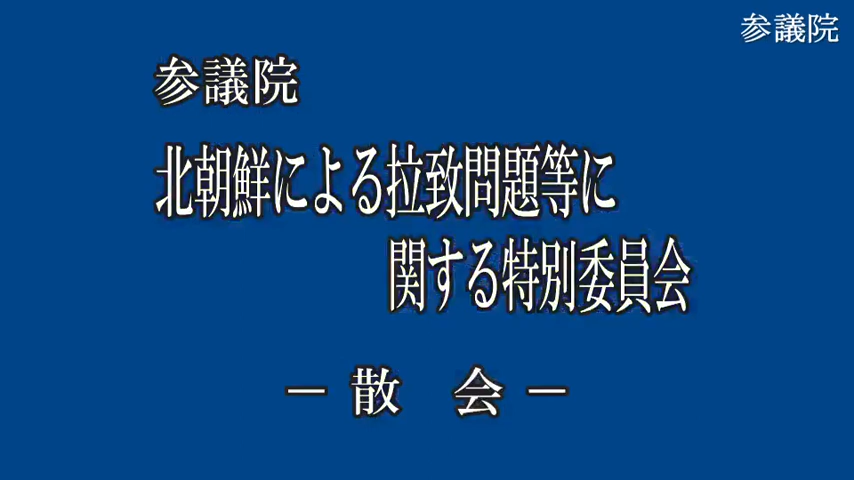 参議院
参議院
北朝鮮による拉致問題等に
関する特別委員会
－ 散　会 －